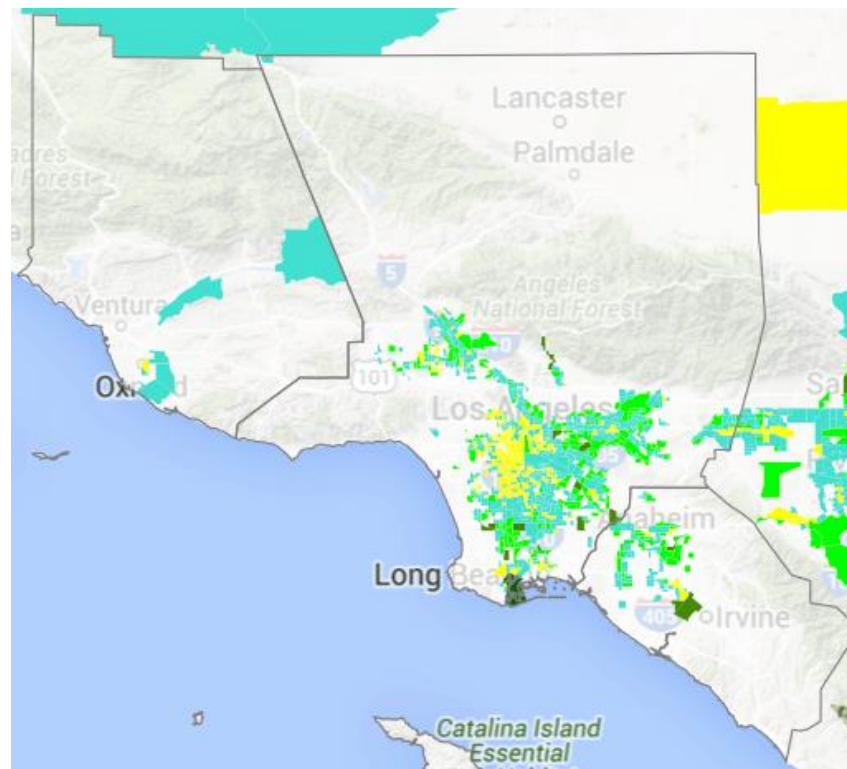 Lancaster
Palmdale
5
Angeles
National Forest
Ventura
101
Los Angeles
Anaheim
Long Beach
405
Irvine
Catalina Island
Essential